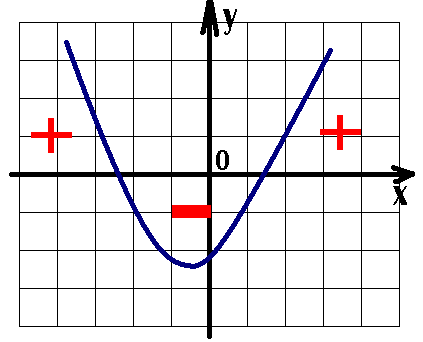 y
+ +
0
x
−